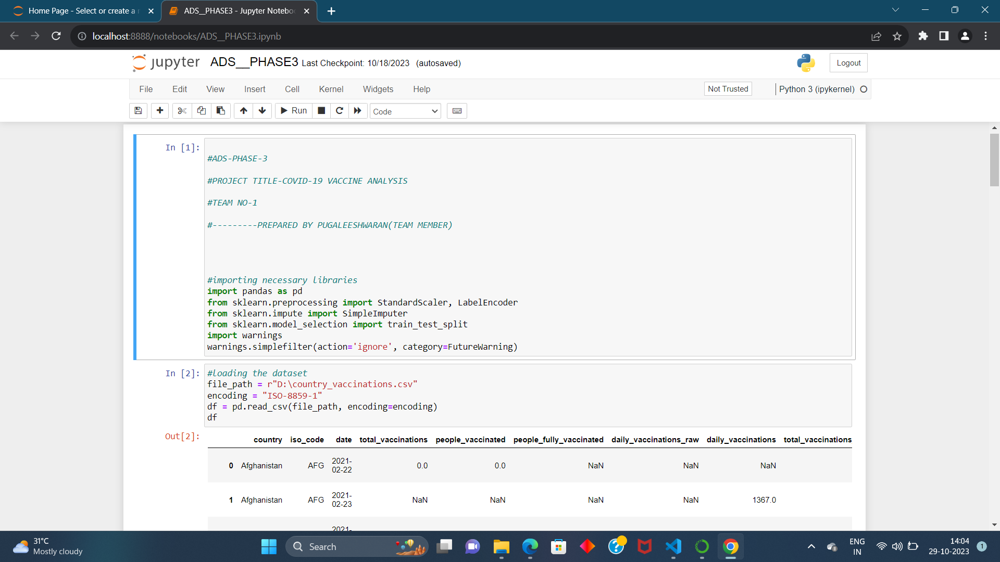 Home Page - Select or create a n
ADS__PHASE3 - Jupyter Notebo
localhost:8888/notebooks/ADS__PHASE3.ipynb
jupyter ADS__PHASE3 Last Checkpoint: 10/18/2023 (autosaved)
Logout
File Edit View Insert Cell Kernel Widgets Help
Not Trusted
Python 3 (ipykernel)
Run
Code
In [1]:
#ADS-PHASE-3
#PROJECT TITLE-COVID-19 VACCINE ANALYSIS
#TEAM NO-1
#---------PREPARED BY PUGALEESHWARAN(TEAM MEMBER)
#importing necessary libraries
import pandas as pd
from sklearn.preprocessing import StandardScaler, LabelEncoder
from sklearn.impute import SimpleImputer
from sklearn.model_selection import train_test_split
import warnings
warnings.simplefilter(action='ignore', category=FutureWarning)
In [2]:
#loading the dataset
file_path = r"D:\country_vaccinations.csv"
encoding = "ISO-8859-1"
df = pd.read_csv(file_path, encoding=encoding)
df
Out[2]:
country iso_code date total_vaccinations people_vaccinated people_fully_vaccinated daily_vaccinations_raw daily_vaccinations total_vaccinations
0 Afghanistan AFG 2021-02-22 0.0 0.0 NaN NaN NaN
1 Afghanistan AFG 2021-02-23 NaN NaN NaN NaN 1367.0
2021-
31°C
Mostly cloudy
Search
ENG
IN
14:04
29-10-2023
1